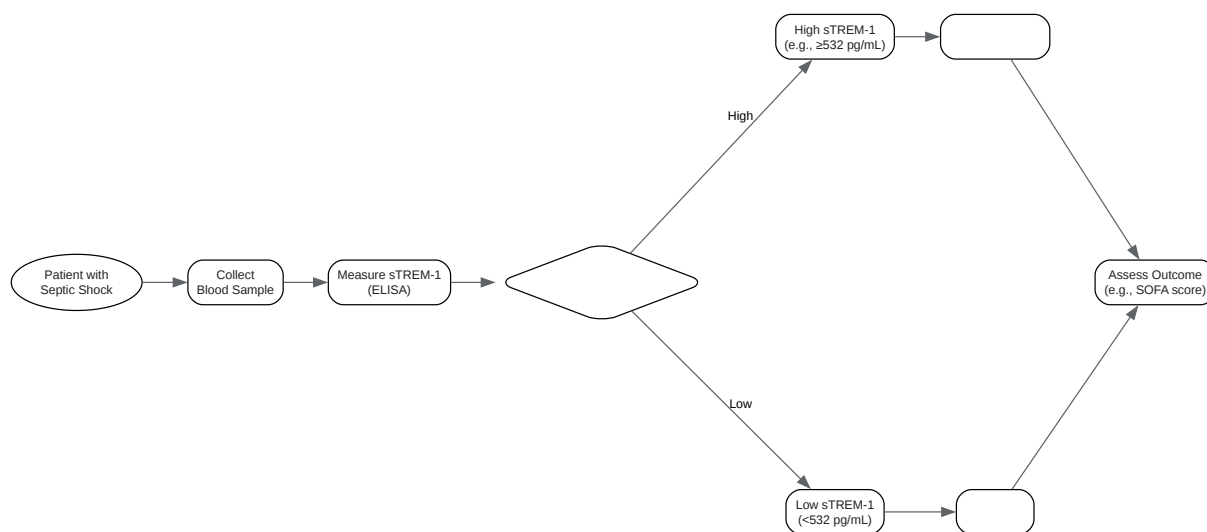 High sTREM-1
(e.g., ≥532 pg/mL)
High
Patient with
Septic Shock
Collect
Blood Sample
Measure sTREM-1
(ELISA)
Assess Outcome
(e.g., SOFA score)
Low
Low sTREM-1
(<532 pg/mL)